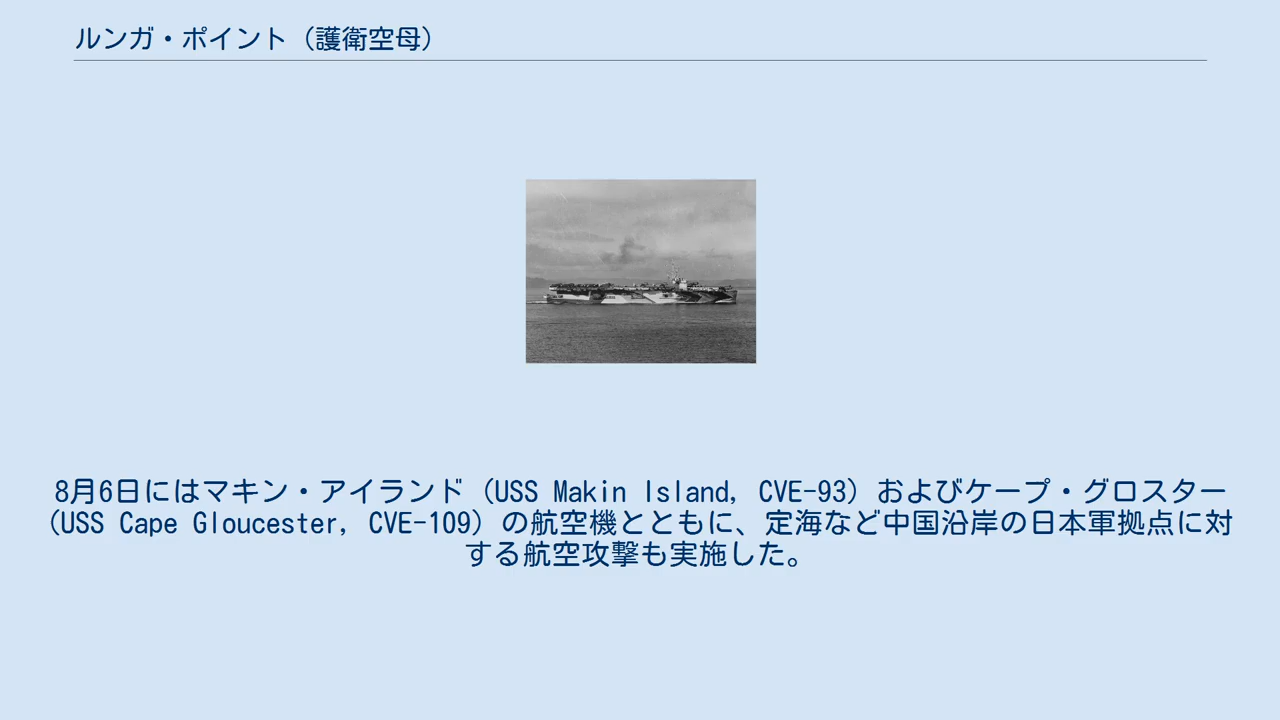 ルンガ・ポイント（護衛空母）
8月6日にはマキン・アイランド（USS Makin Island, CVE-93）およびケープ・グロスター
（USS Cape Gloucester, CVE-109）の航空機とともに、定海など中国沿岸の日本軍拠点に対
する航空攻撃も実施した。